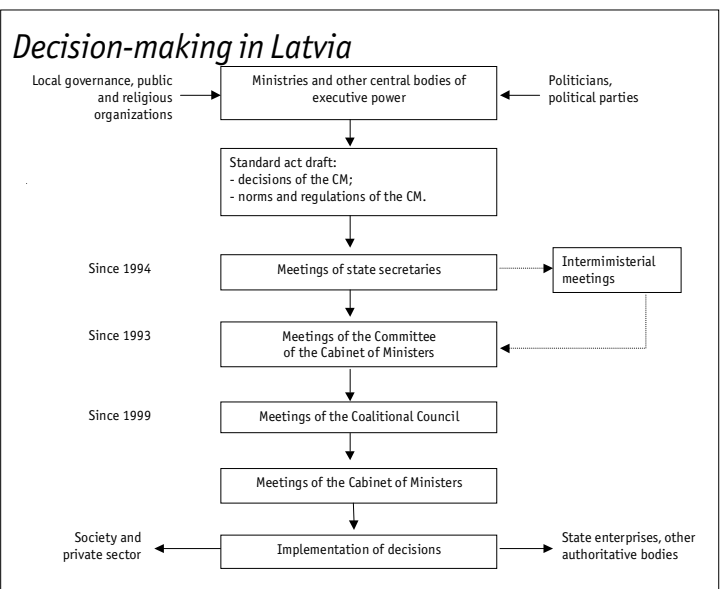 Decision-making in Latvia
Local governance, public
and religious
organizations
Ministries and other central bodies of
executive power
Politicians,
political parties
Standard act draft:
- decisions of the CM;
- norms and regulations of the CM.
Since 1994
Meetings of state secretaries
Intermimisterial
meetings
Since 1993
Meetings of the Committee
of the Cabinet of Ministers
Since 1999
Meetings of the Coalitional Council
Meetings of the Cabinet of Ministers
Society and
private sector
Implementation of decisions
State enterprises, other
authoritative bodies